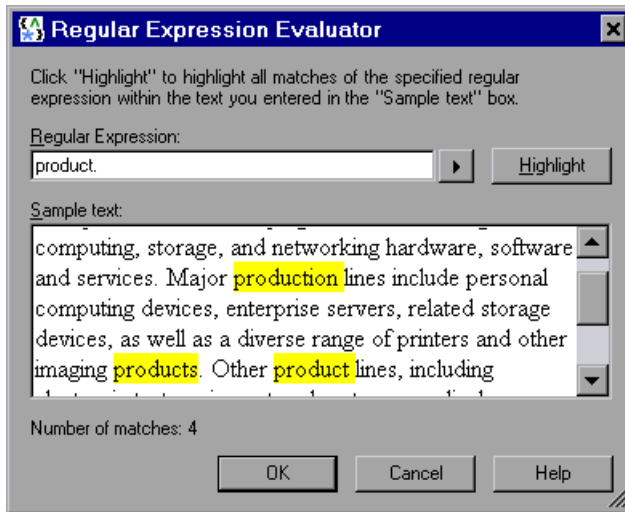 Regular Expression Evaluator
Click "Highlight" to highlight all matches of the specified regular
expression within the text you entered in the "Sample text" box.
Regular Expression:
product.
Highlight
Sample text:
computing, storage, and networking hardware, software
and services. Major production lines include personal
computing devices, enterprise servers, related storage
devices, as well as a diverse range of printers and other
imaging products. Other product lines, including
Number of matches: 4
OK
Cancel
Help